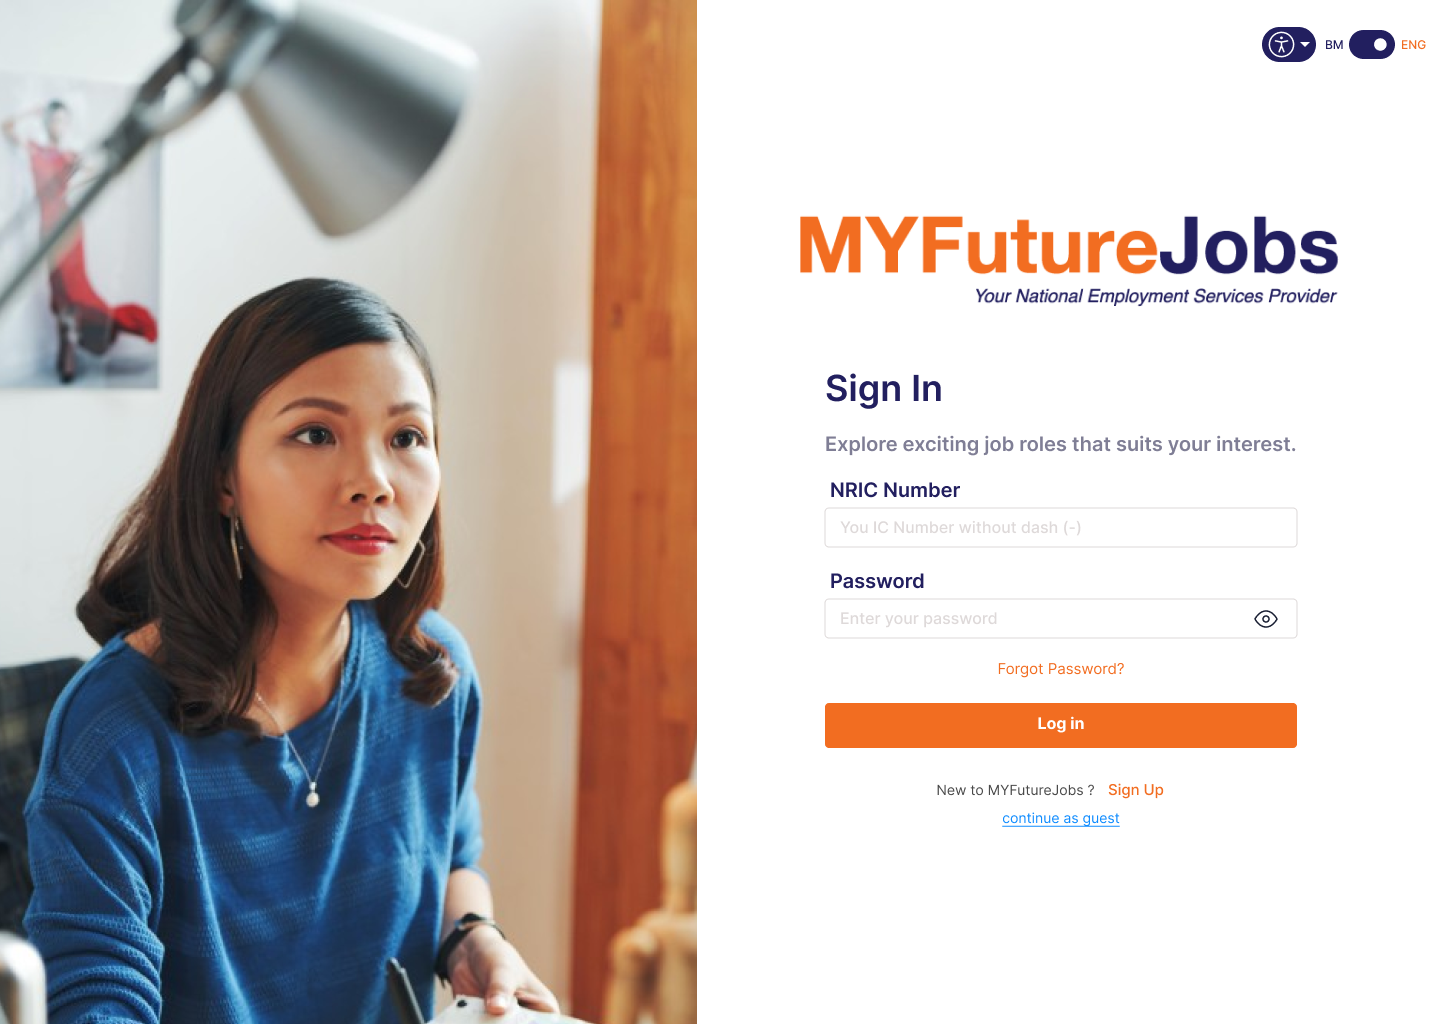 BM ENG
MYFutureJobs
Your National Employment Services Provider
Sign In
Explore exciting job roles that suits your interest.
NRIC Number
You IC Number without dash (-)
Password
Enter your password
Forgot Password?
Log in
New to MYFutureJobs ? Sign Up
continue as guest